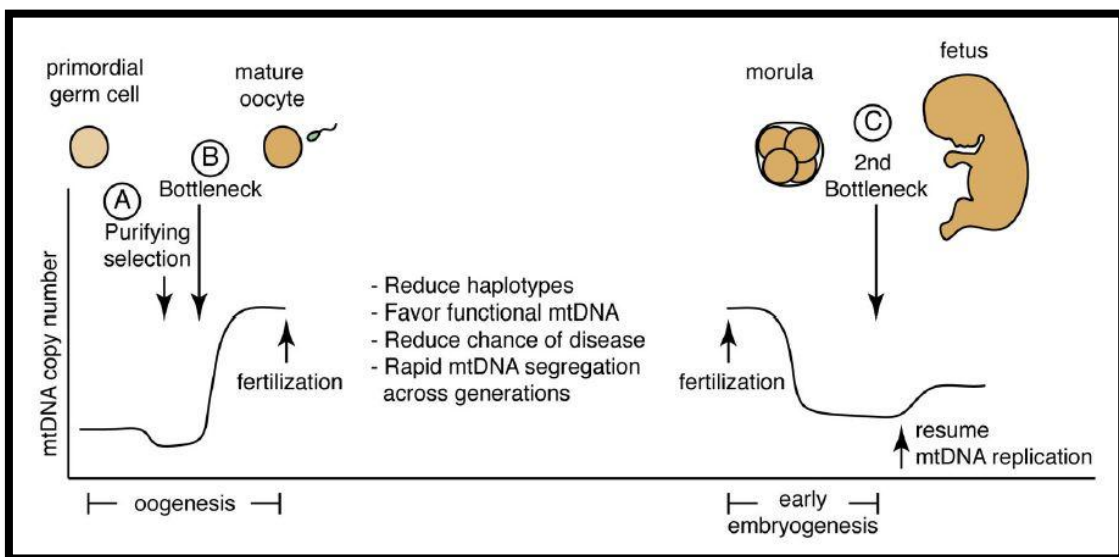 primordial
germ cell
mature
oocyte
A
Purifying
selection
B
Bottleneck
mtDNA copy number
fertilization
oogenesis
- Reduce haplotypes
- Favor functional mtDNA
- Reduce chance of disease
- Rapid mtDNA segregation
across generations
morula
fetus
C
2nd
Bottleneck
fertilization
resume
mtDNA replication
early
embryogenesis